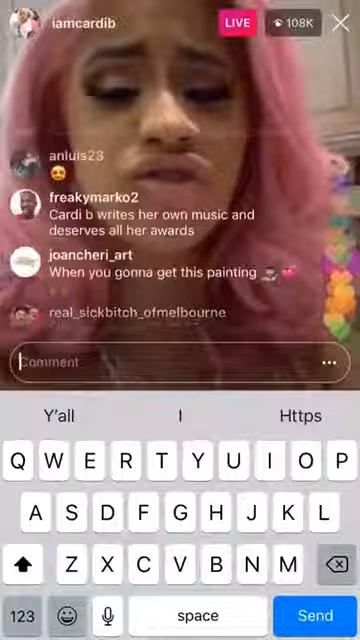 iamcardib
LIVE
108K
anluis23
😍
freakymarko2
Cardi b writes her own music and
deserves all her awards
joancheri_art
When you gonna get this painting
real_sickbitch_ofmelbourne
Comment
Y'all I Https
Q W E R T Y U I O P
A S D F G H J K L
Z X C V B N M
123 space Send